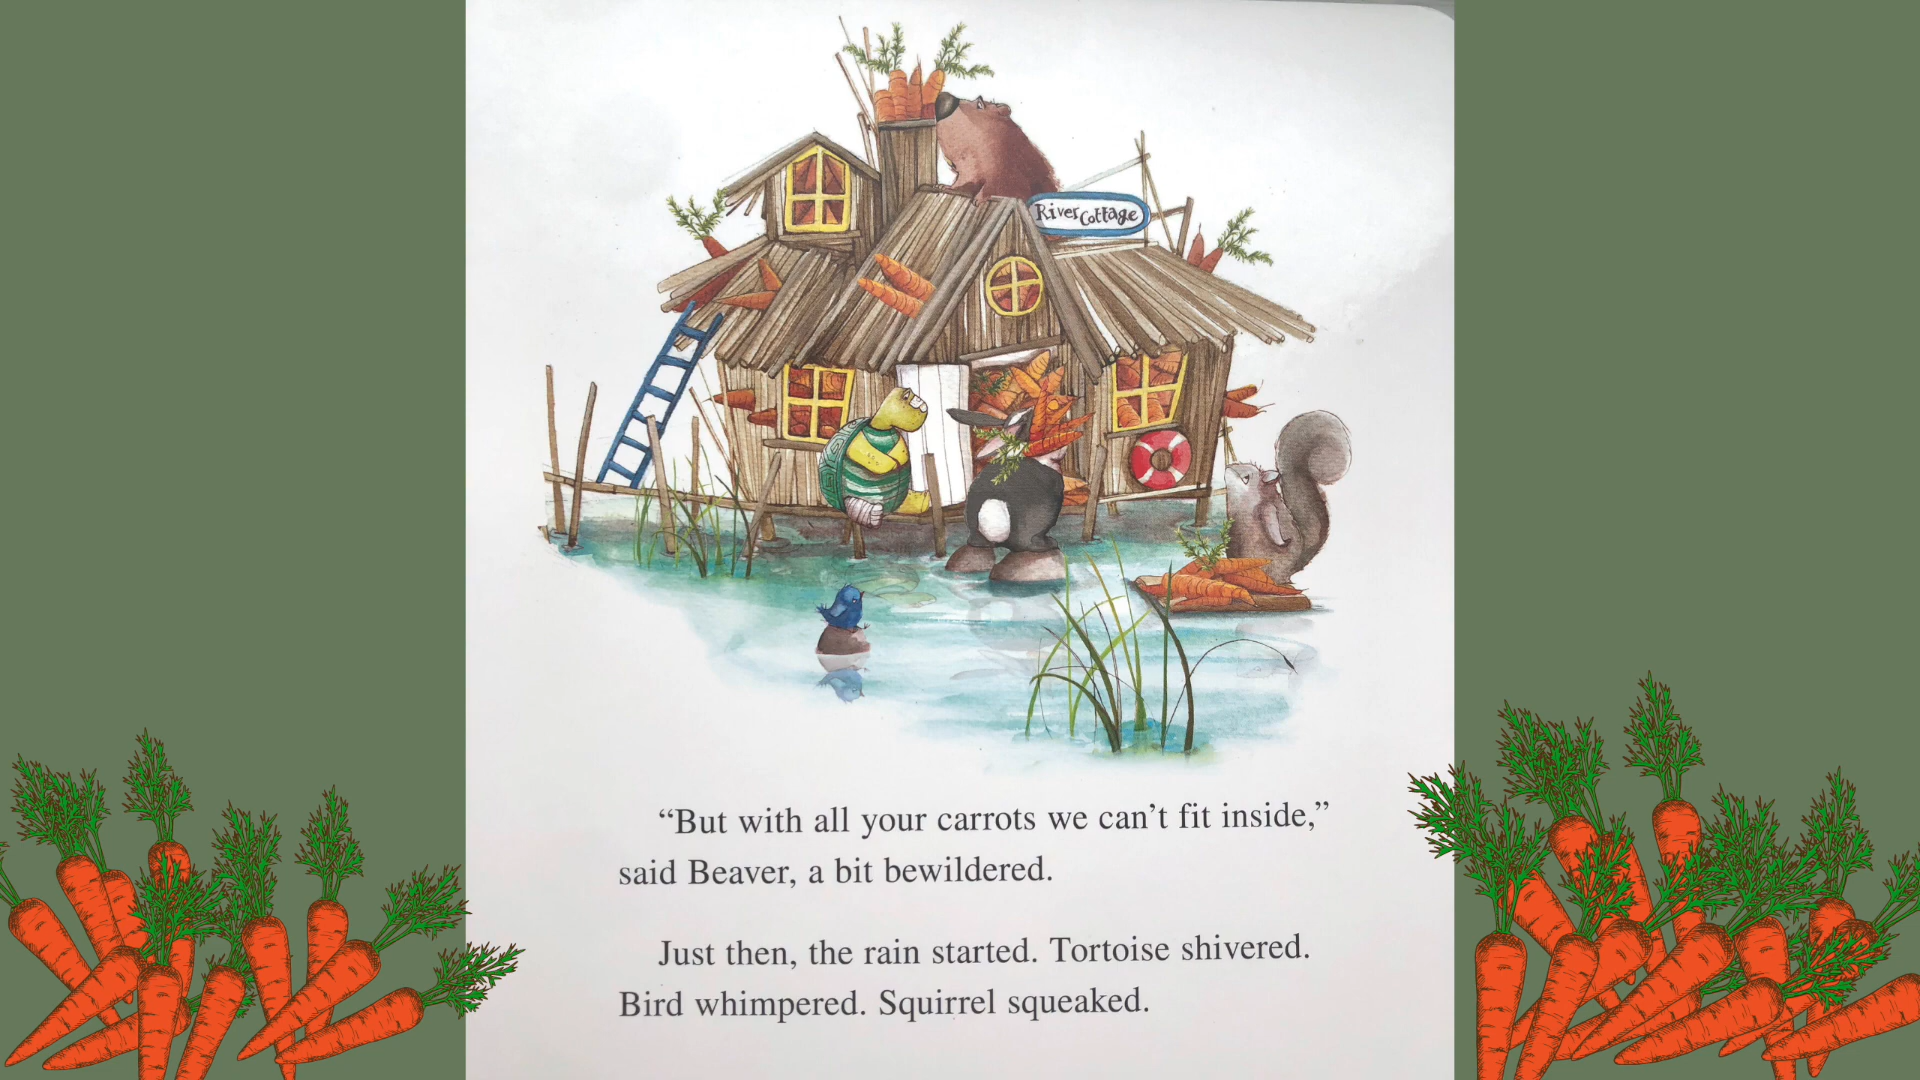 River Cottage
“But with all your carrots we can’t fit inside,”
said Beaver, a bit bewildered.
Just then, the rain started. Tortoise shivered.
Bird whimpered. Squirrel squeaked.